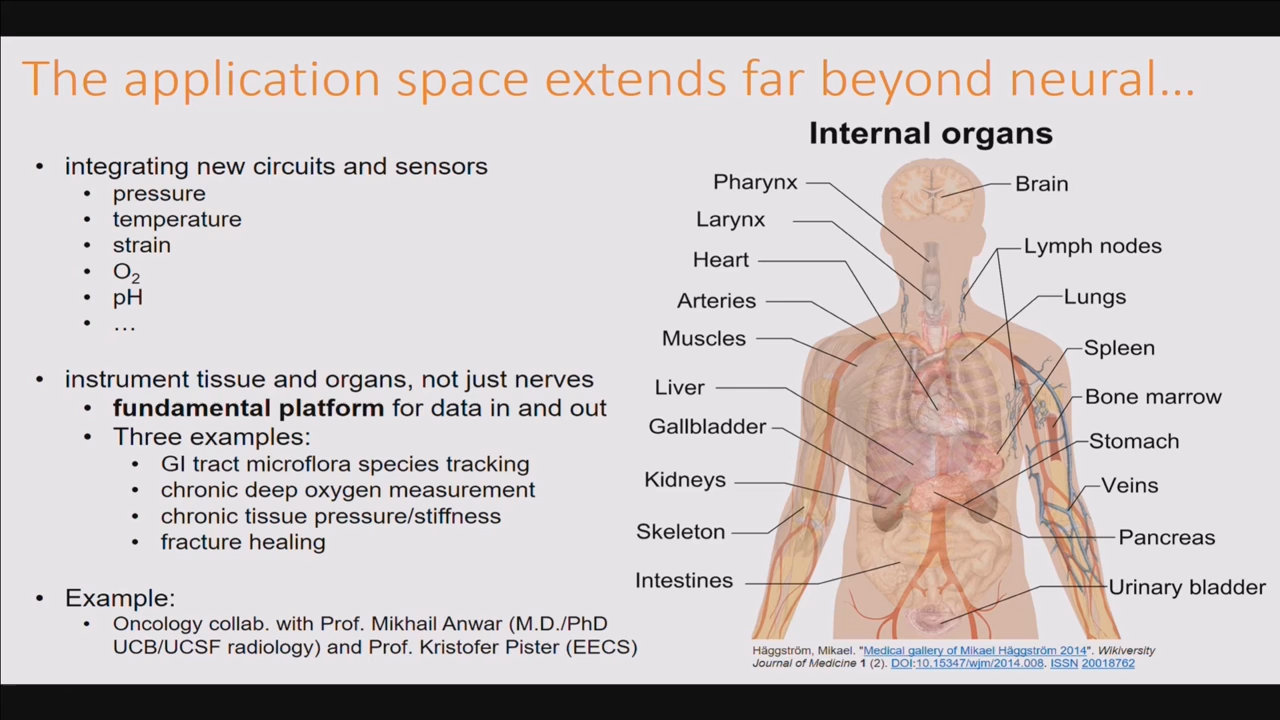 The application space extends far beyond neural...
• integrating new circuits and sensors
• pressure
• temperature
• strain
• O₂
• pH
• …
• instrument tissue and organs, not just nerves
• fundamental platform for data in and out
• Three examples:
• GI tract microflora species tracking
• chronic deep oxygen measurement
• chronic tissue pressure/stiffness
• fracture healing
• Example:
• Oncology collab. with Prof. Mikhail Anwar (M.D./PhD
UCB/UCSF radiology) and Prof. Kristofer Pister (EECS)
Internal organs
Pharynx
Larynx
Heart
Arteries
Muscles
Liver
Gallbladder
Kidneys
Skeleton
Intestines
Brain
Lymph nodes
Lungs
Spleen
Bone marrow
Stomach
Veins
Pancreas
Urinary bladder
Häggström, Mikael. "Medical gallery of Mikael Häggström 2014". Wikiversity
Journal of Medicine 1 (2). DOI:10.15347/wjm/2014.008. ISSN 20018762